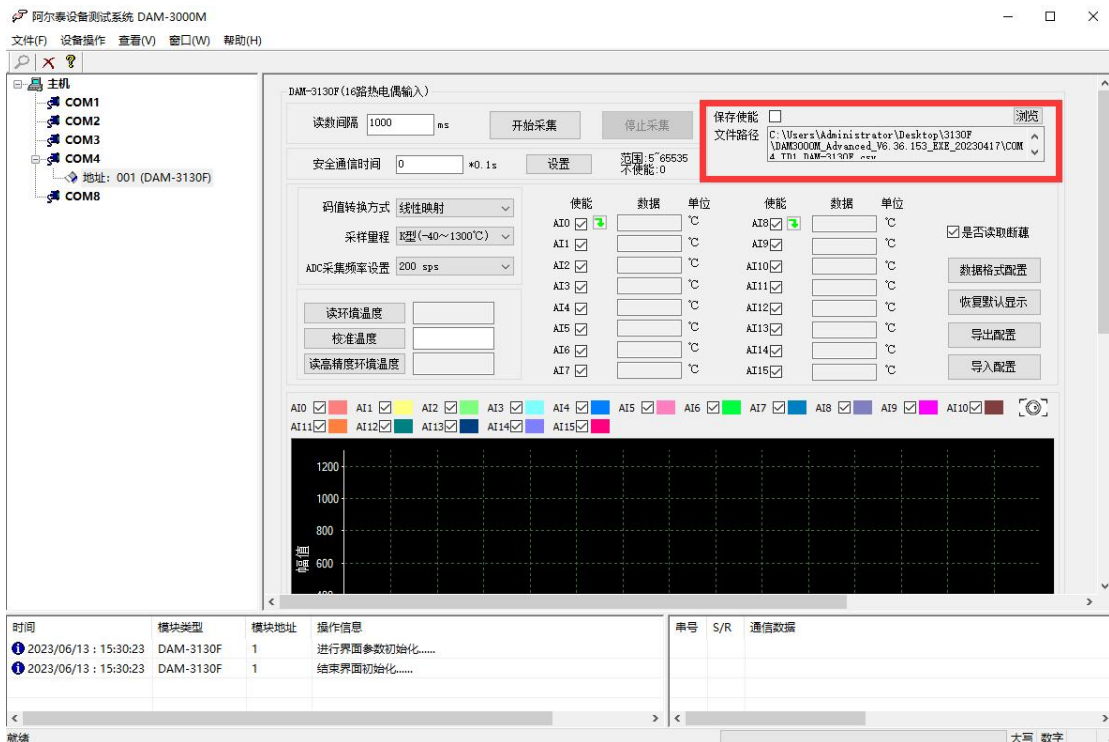 阿尔泰设备测试系统 DAM-3000M
文件(F) 设备操作 查看(V) 窗口(W) 帮助(H)
主机
COM1
COM2
COM3
COM4
地址: 001 (DAM-3130F)
COM8
DAM-3130F(16路热电偶输入)
读数间隔 1000 ms 开始采集 停止采集
保存使能 浏览
文件路径 C:\Users\Administrator\Desktop\3130F
\DAM3000M_Advanced_V6.36.153_EXE_20230417\COM
4 ID1 DAM-3130F.csv
安全通信时间 0 *0.1s 设置 范围:5~65535
不使能:0
码值转换方式 线性映射
采样量程 K型(-40～1300℃)
ADC采集频率设置 200 sps
读环境温度
校准温度
读高精度环境温度
使能 数据 单位 使能 数据 单位
AI0 ℃ AI8 ℃
AI1 ℃ AI9 ℃
AI2 ℃ AI10 ℃
AI3 ℃ AI11 ℃
AI4 ℃ AI12 ℃
AI5 ℃ AI13 ℃
AI6 ℃ AI14 ℃
AI7 ℃ AI15 ℃
是否读取断藕
数据格式配置
恢复默认显示
导出配置
导入配置
AI0 AI1 AI2 AI3 AI4 AI5 AI6 AI7 AI8 AI9 AI10
AI11 AI12 AI13 AI14 AI15
1200
1000
800
600
幅值
时间 模块类型 模块地址 操作信息
2023/06/13 : 15:30:23 DAM-3130F 1 进行界面参数初始化......
2023/06/13 : 15:30:23 DAM-3130F 1 结束界面初始化......
串号 S/R 通信数据
就绪 大写 数字